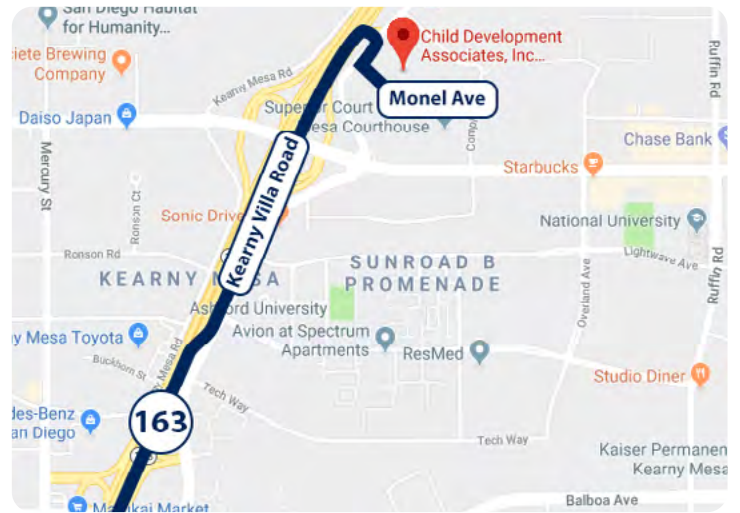 San Diego Habitat
for Humanity...
Child Development
Associates, Inc...
Ruffin Rd
Brewing
Company
Kearny Mesa Rd
Monel Ave
Superior Court
Mesa Courthouse
Daiso Japan
Chase Bank
Mercury St
Starbucks
Ronson Ct
Kearny Villa Road
Sonic Drive
National University
Ronson Rd
SUNROAD B
PROMENADE
Lightwave Ave
KEARNY MESA
Overland Ave
Ruffin Rd
Ashford University
Mesa Toyota
Avion at Spectrum
Apartments
ResMed
Mesa Rd
Buckhorn St
Studio Diner
Tech Way
163
San Diego
Tech Way
Kaiser Permanen
Kearny Mesa
Balboa Ave
Market